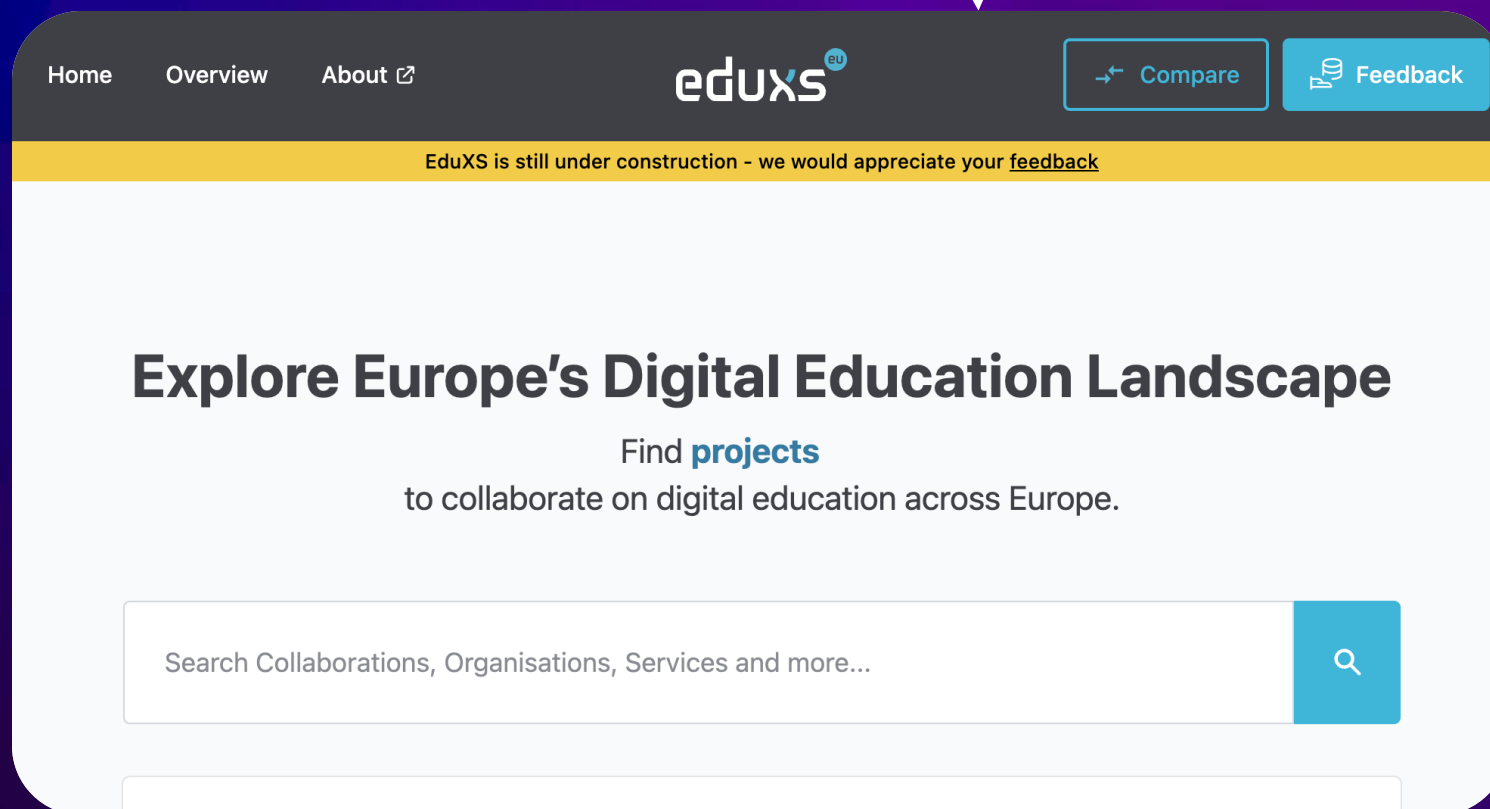 Home Overview About eduxs EU Compare Feedback
EduXS is still under construction - we would appreciate your feedback
Explore Europe’s Digital Education Landscape
Find projects
to collaborate on digital education across Europe.
Search Collaborations, Organisations, Services and more...